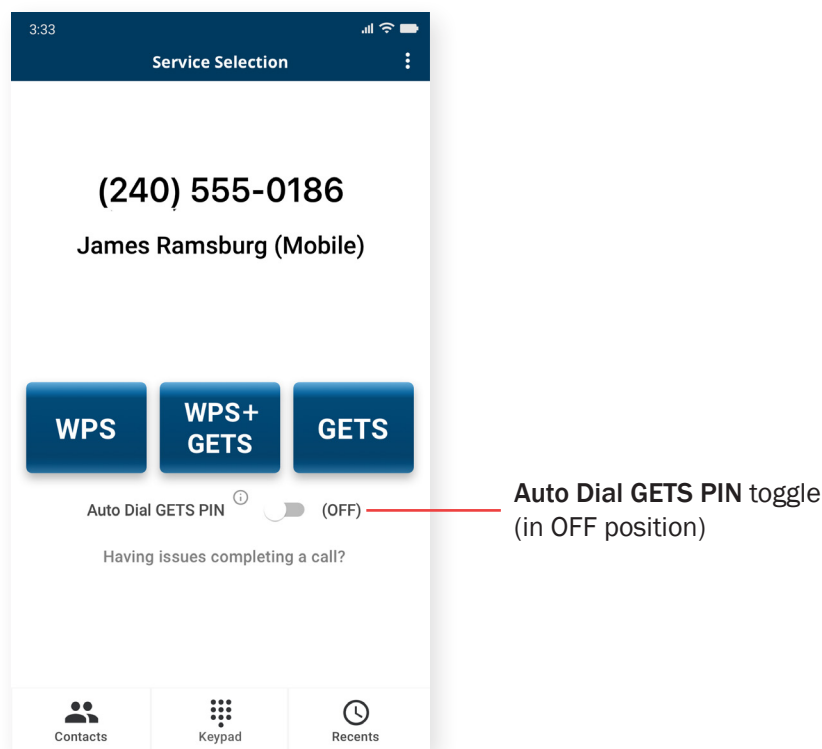 3:33
Service Selection
(240) 555-0186
James Ramsburg (Mobile)
WPS
WPS+
GETS
GETS
Auto Dial GETS PIN
(OFF)
Auto Dial GETS PIN toggle
(in OFF position)
Having issues completing a call?
Contacts
Keypad
Recents